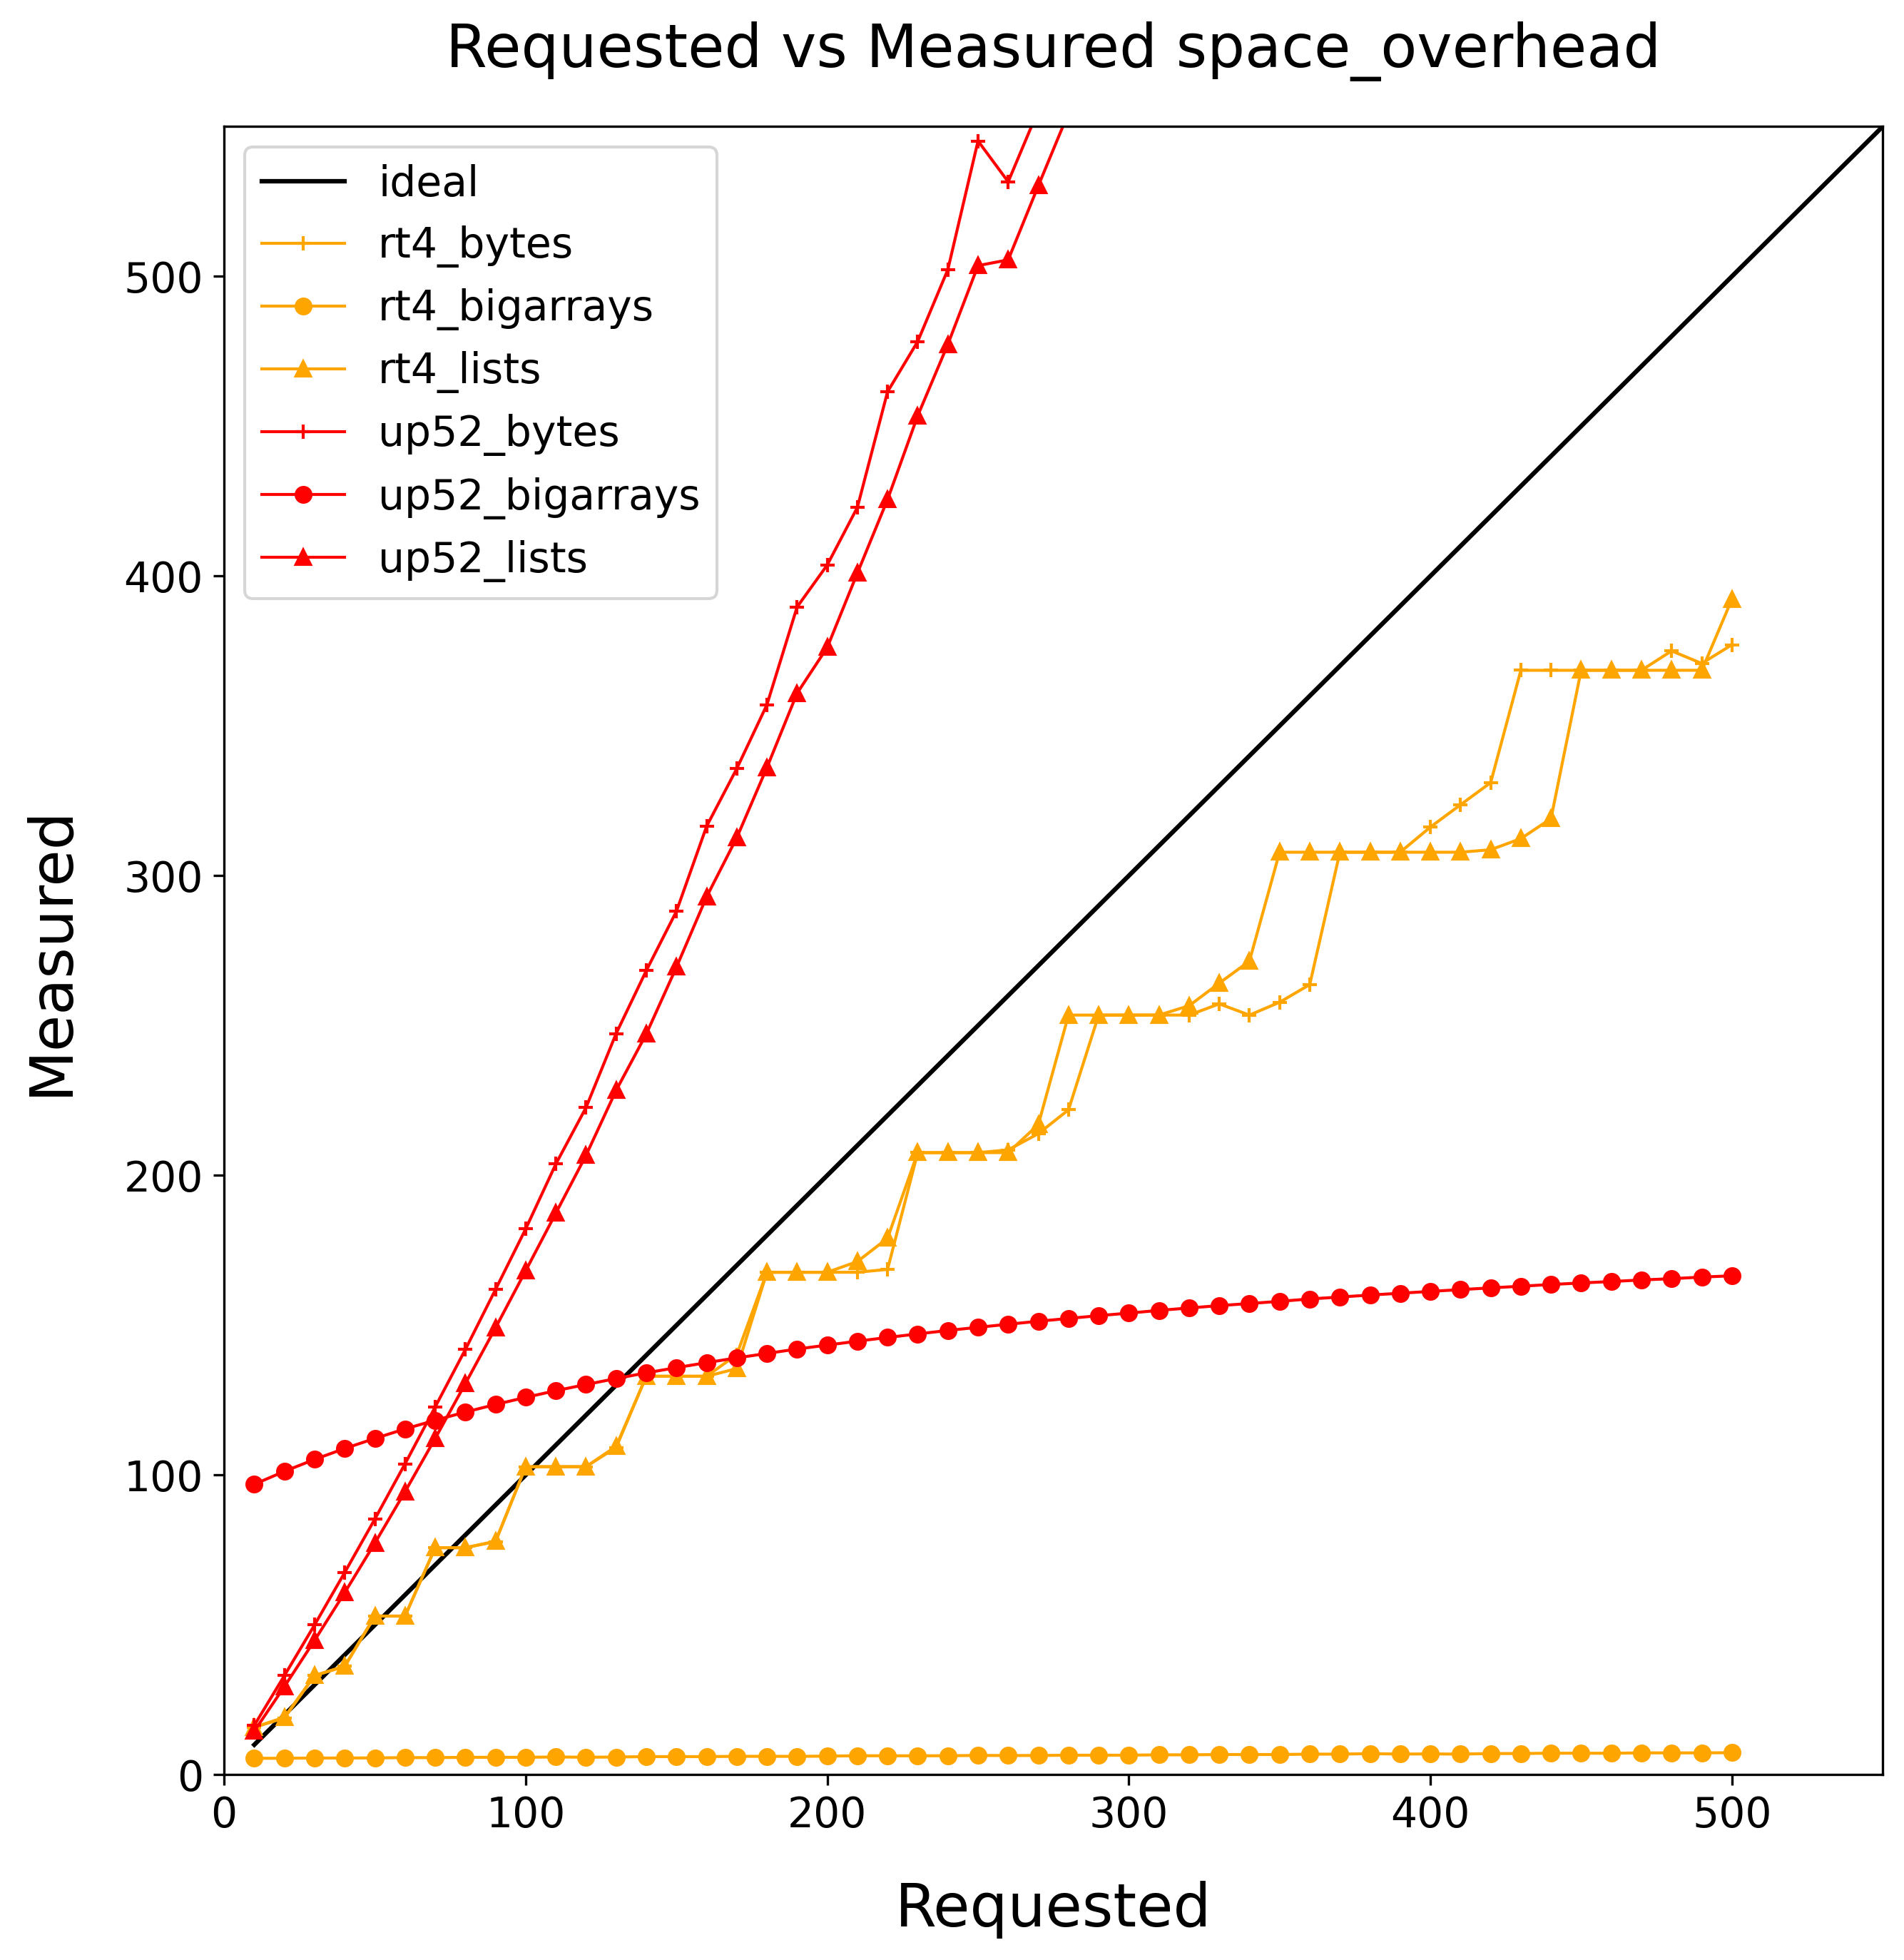 Requested vs Measured space_overhead
ideal
rt4_bytes
rt4_bigarrays
rt4_lists
up52_bytes
up52_bigarrays
up52_lists
Measured
500
400
300
200
100
0
0 100 200 300 400 500
Requested